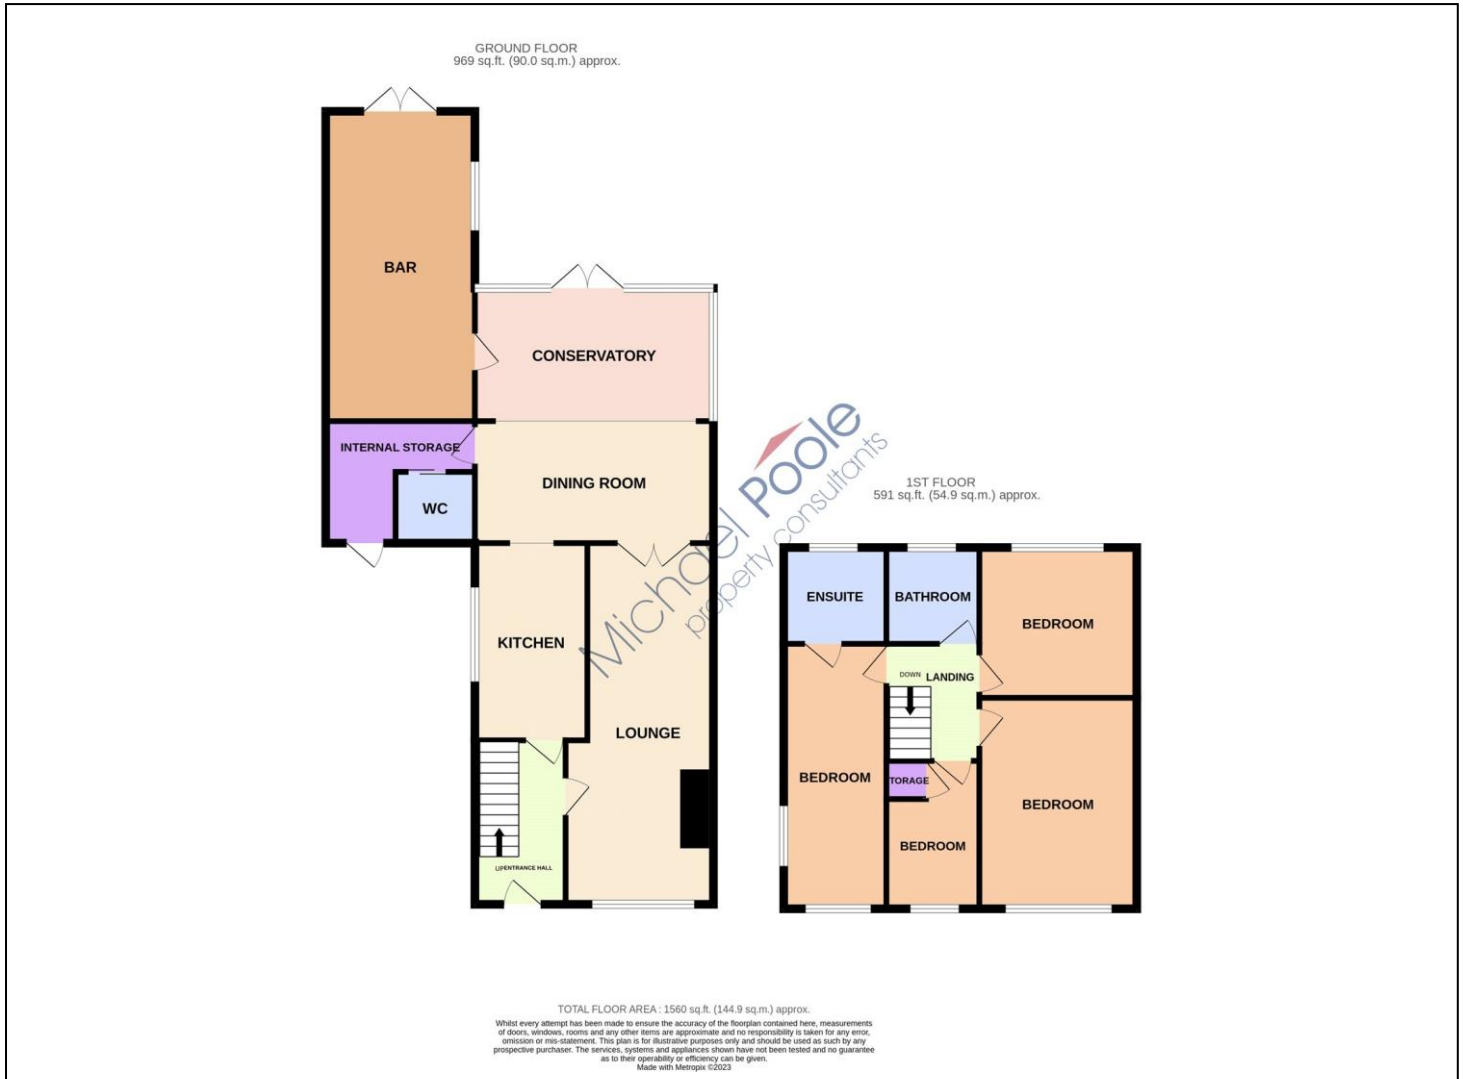 GROUND FLOOR
969 sq.ft. (90.0 sq.m.) approx.
BAR
CONSERVATORY
INTERNAL STORAGE
WC
DINING ROOM
KITCHEN
LOUNGE
UP
ENTRANCE HALL
Michael Poole
property consultants
1ST FLOOR
591 sq.ft. (54.9 sq.m.) approx.
ENSUITE
BATHROOM
BEDROOM
DOWN
LANDING
BEDROOM
TORAGE
BEDROOM
BEDROOM
TOTAL FLOOR AREA : 1560 sq.ft. (144.9 sq.m.) approx.
Whilst every attempt has been made to ensure the accuracy of the floorplan contained here, measurements
of doors, windows, rooms and any other items are approximate and no responsibility is taken for any error,
omission or mis-statement. This plan is for illustrative purposes only and should be used as such by any
prospective purchaser. The services, systems and appliances shown have not been tested and no guarantee
as to their operability or efficiency can be given.
Made with Metropix ©2023